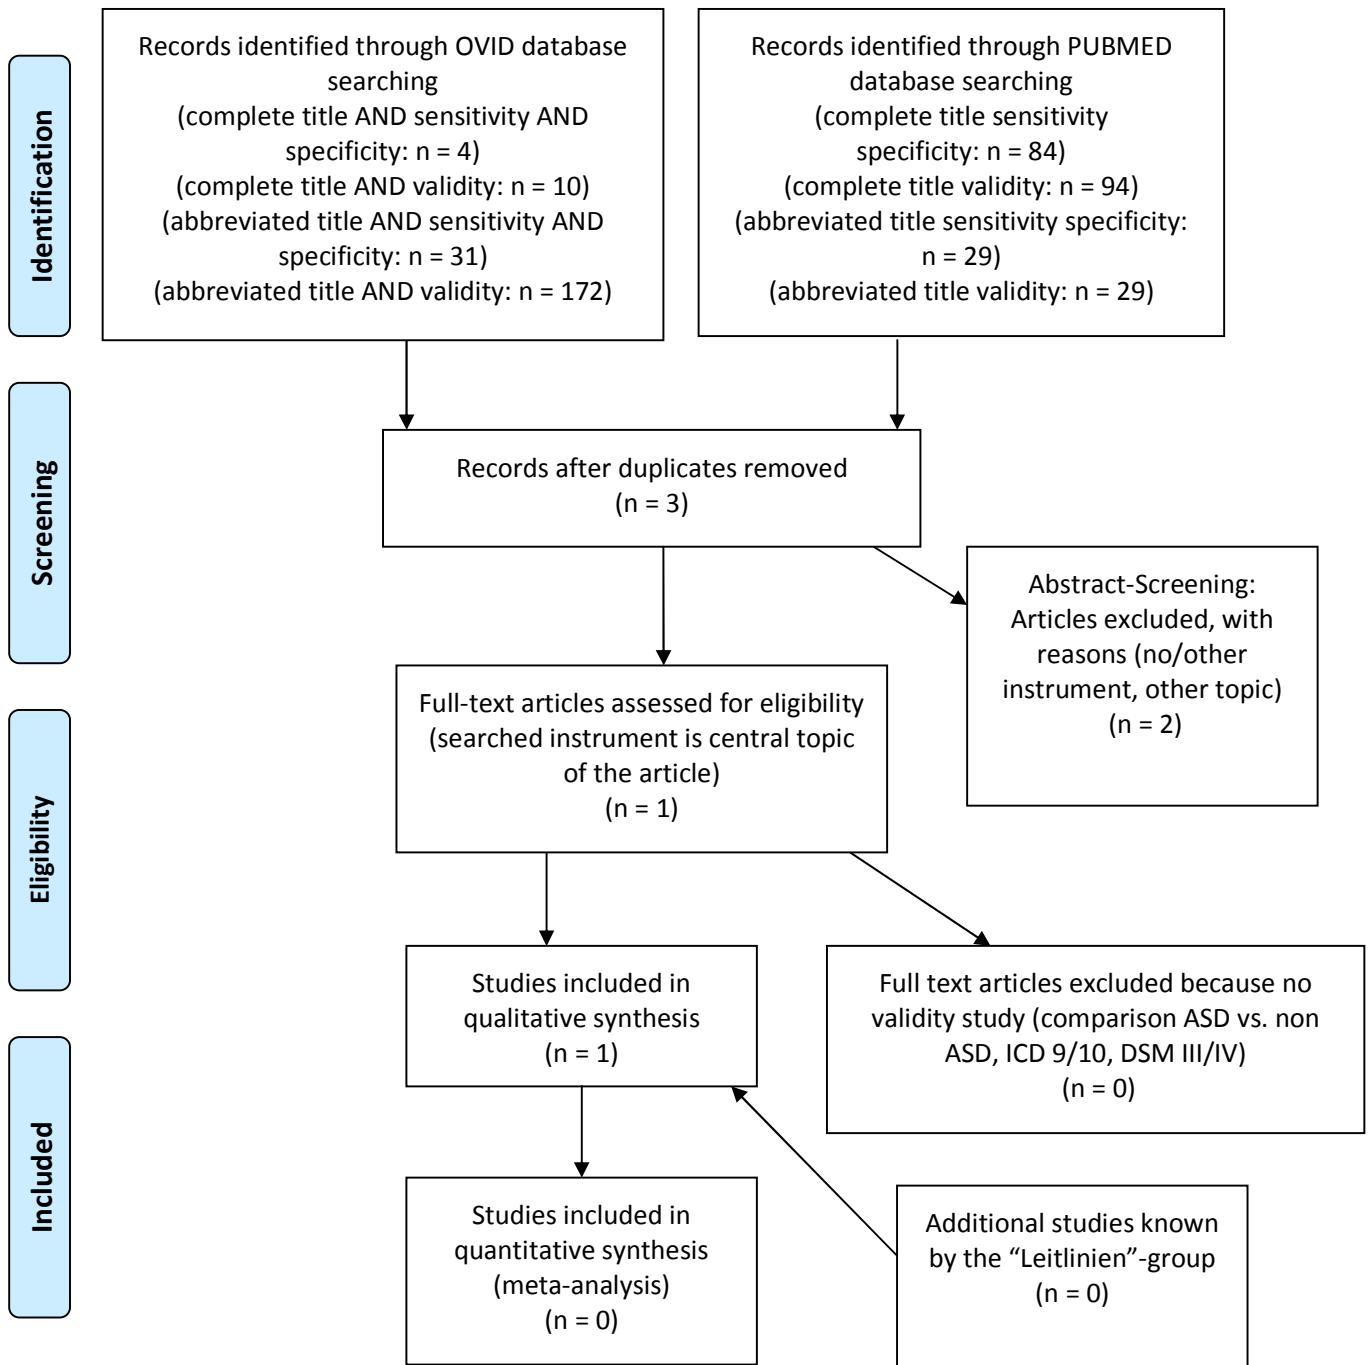 Identification
Records identified through OVID database
searching
(complete title AND sensitivity AND
specificity: n = 4)
(complete title AND validity: n = 10)
(abbreviated title AND sensitivity AND
specificity: n = 31)
(abbreviated title AND validity: n = 172)
Records identified through PUBMED
database searching
(complete title sensitivity
specificity: n = 84)
(complete title validity: n = 94)
(abbreviated title sensitivity specificity:
n = 29)
(abbreviated title validity: n = 29)
Screening
Records after duplicates removed
(n = 3)
Abstract-Screening:
Articles excluded, with
reasons (no/other
instrument, other topic)
(n = 2)
Eligibility
Full-text articles assessed for eligibility
(searched instrument is central topic
of the article)
(n = 1)
Full text articles excluded because no
validity study (comparison ASD vs. non
ASD, ICD 9/10, DSM III/IV)
(n = 0)
Studies included in
qualitative synthesis
(n = 1)
Included
Studies included in
quantitative synthesis
(meta-analysis)
(n = 0)
Additional studies known
by the “Leitlinien”-group
(n = 0)